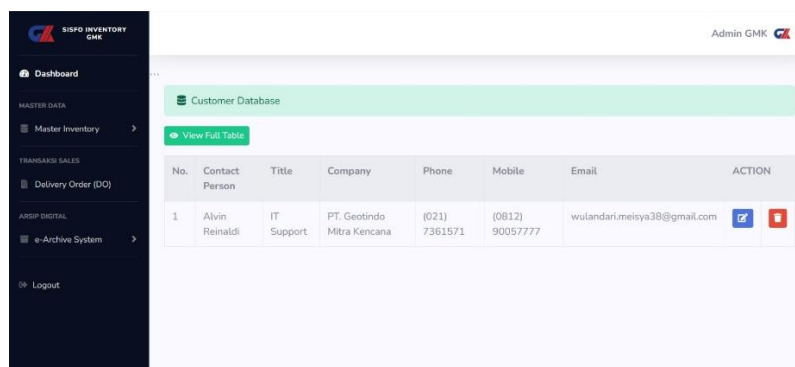 SISFO INVENTORY
GMK
Admin GMK
Dashboard
...
MASTER DATA
Customer Database
Master Inventory
View Full Table
TRANSAKSI SALES
Delivery Order (DO)
ARSIP DIGITAL
e-Archive System
Logout
No. Contact Person Title Company Phone Mobile Email ACTION
1 Alvin Reinaldi IT Support PT. Geotindo Mitra Kencana (021) 7361571 (0812) 90057777 wulandari.meisya38@gmail.com